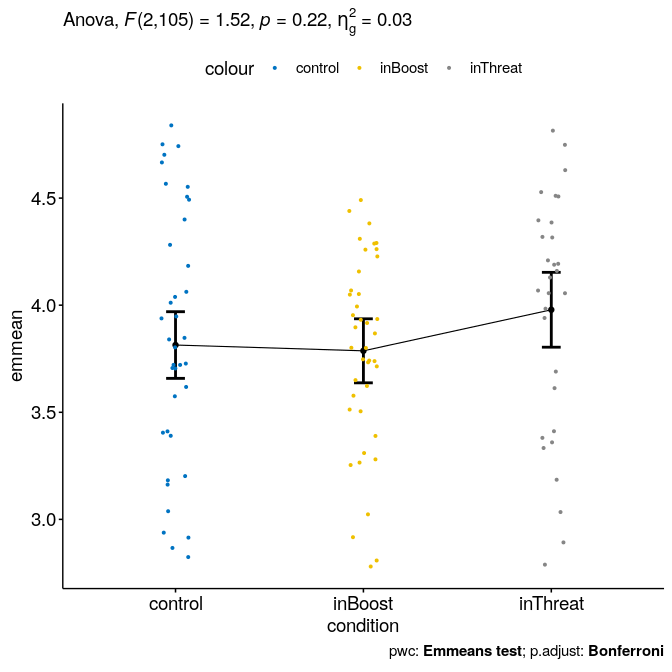 Anova, F(2,105) = 1.52, p = 0.22, η²g = 0.03
colour control inBoost inThreat
4.5
4.0
3.5
3.0
emmean
control inBoost inThreat
condition
pwc: Emmeans test; p.adjust: Bonferroni